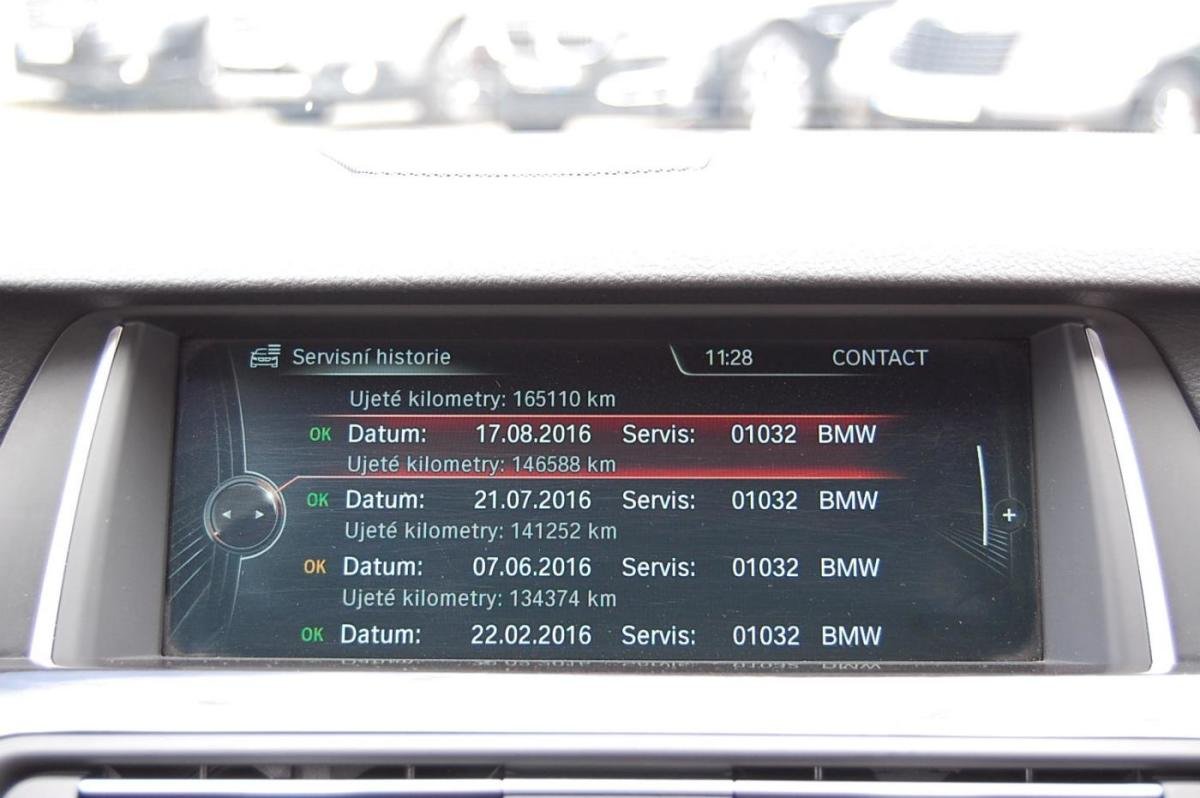 Servisní historie 11:28 CONTACT
Ujeté kilometry: 165110 km
OK Datum: 17.08.2016 Servis: 01032 BMW
Ujeté kilometry: 146588 km
OK Datum: 21.07.2016 Servis: 01032 BMW
Ujeté kilometry: 141252 km
OK Datum: 07.06.2016 Servis: 01032 BMW
Ujeté kilometry: 134374 km
OK Datum: 22.02.2016 Servis: 01032 BMW